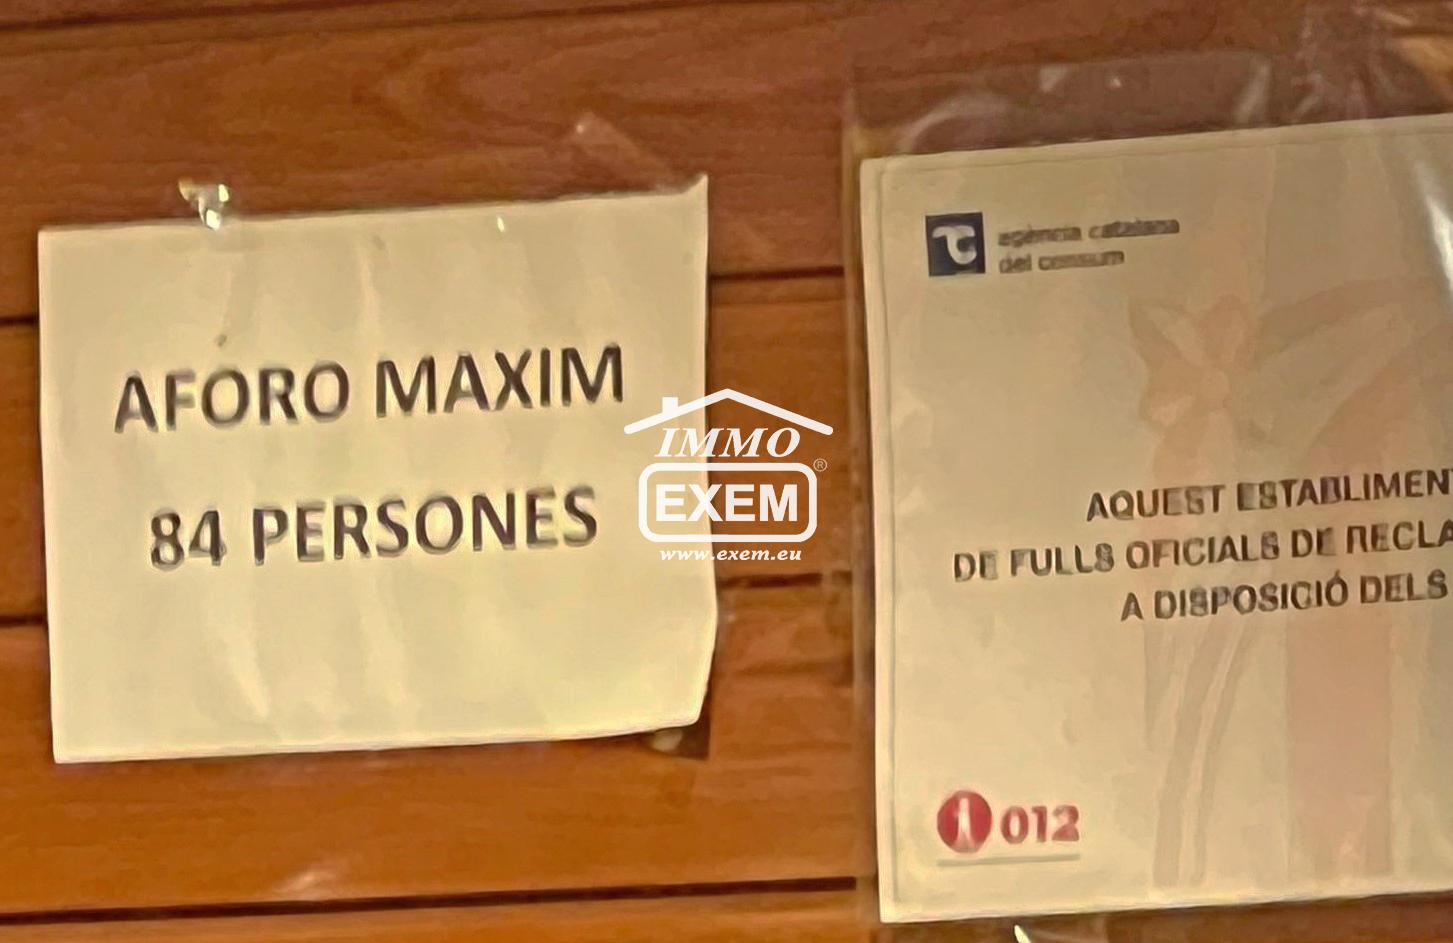 AFORO MAXIM
84 PERSONES
IMMO
EXEM®
www.exem.eu
agència catalana
del consum
AQUEST ESTABLIMEN
DE FULLS OFICIALS DE RECLA
A DISPOSICIÓ DELS
012